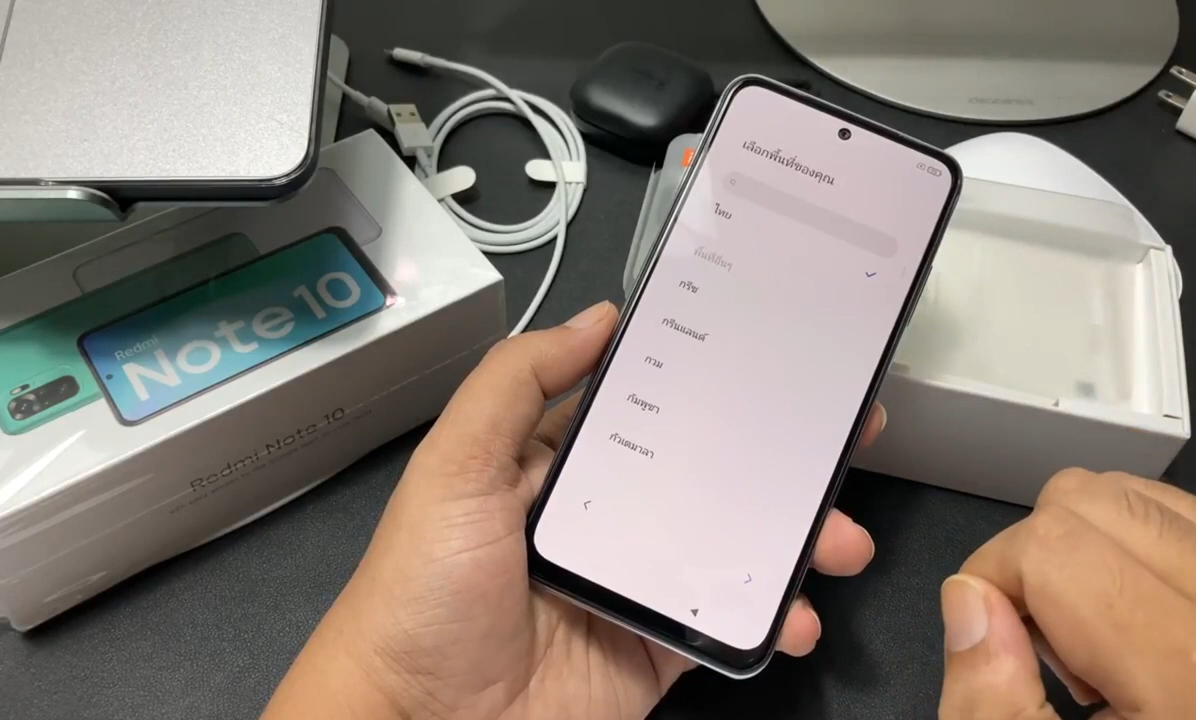 เลือกพื้นที่ของคุณ
ไทย
พื้นที่อื่นๆ
กรีซ
กรีนแลนด์
กวม
กัมพูชา
กัวเตมาลา
Redmi
Note 10
Redmi Note 10